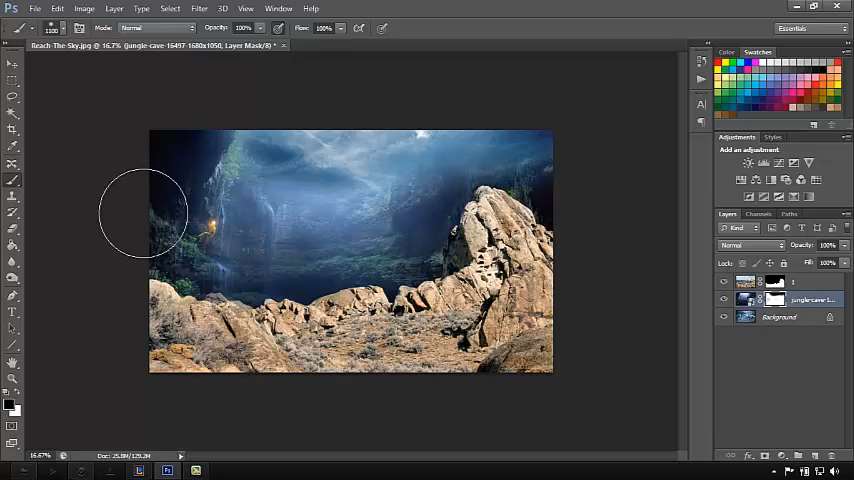 Ps File Edit Image Layer Type Select Filter 3D View Window Help
1100 Mode: Normal Opacity: 100% Flow: 100% Essentials
Reach-The-Sky.jpg @ 16.7% (jungle-cave-16497-1680x1050, Layer Mask/8) * ×
Color Swatches
Adjustments Styles
Add an adjustment
Layers Channels Paths
Kind
Normal Opacity: 100%
Lock: Fill: 100%
1
jungle-cave-1...
Background
16.67% Doc: 25.8M/129.2M
Ps